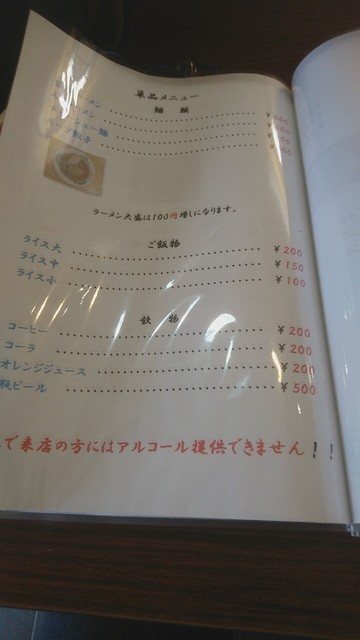 単品メニュー
麺類
ラーメン大盛は100円増しになります。
ご飯物
ライス大 ¥200
ライス中 ¥150
ライス小 ¥100
飲物
コーヒー ¥200
コーラ ¥200
オレンジジュース ¥200
瓶ビール ¥500
で来店の方にはアルコール提供できません!!